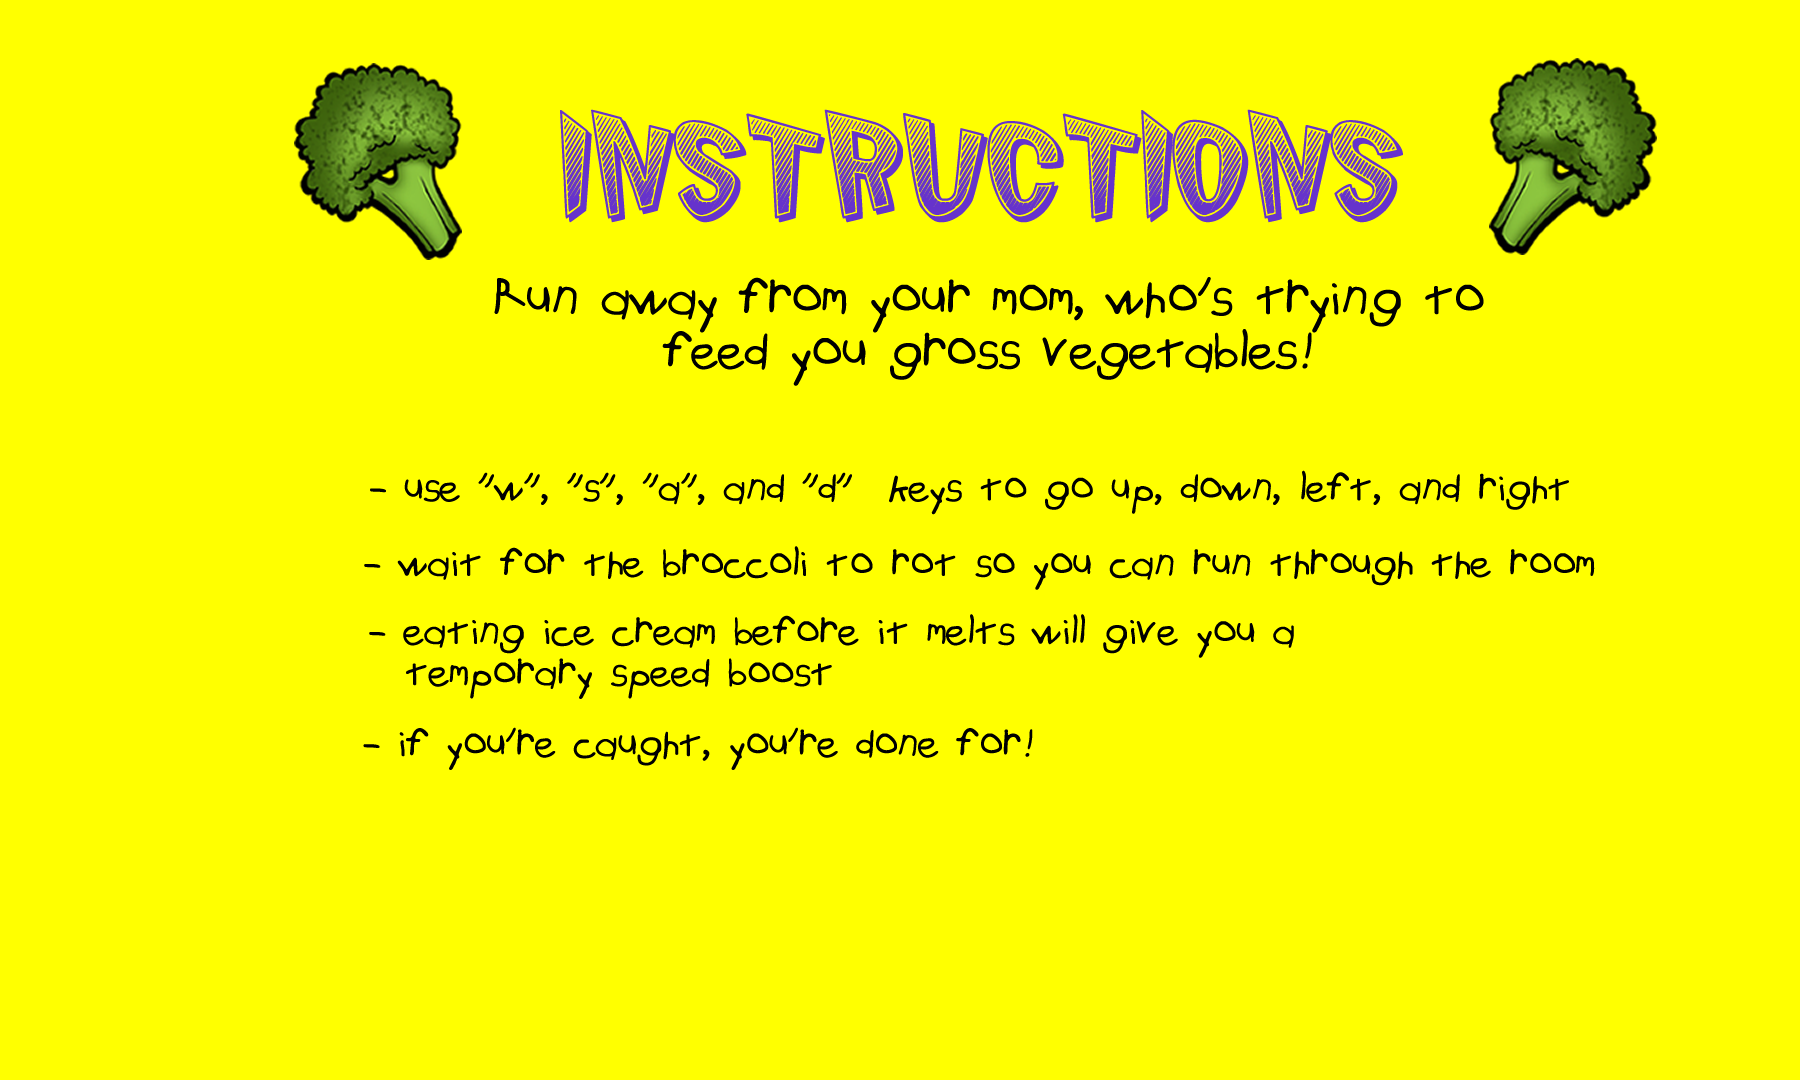 INSTRUCTIONS
Run away from your mom, who's trying to
feed you gross vegetables!
- use "w", "s", "a", and "d" keys to go up, down, left, and right
- wait for the broccoli to rot so you can run through the room
- eating ice cream before it melts will give you a
temporary speed boost
- if you're caught, you're done for!